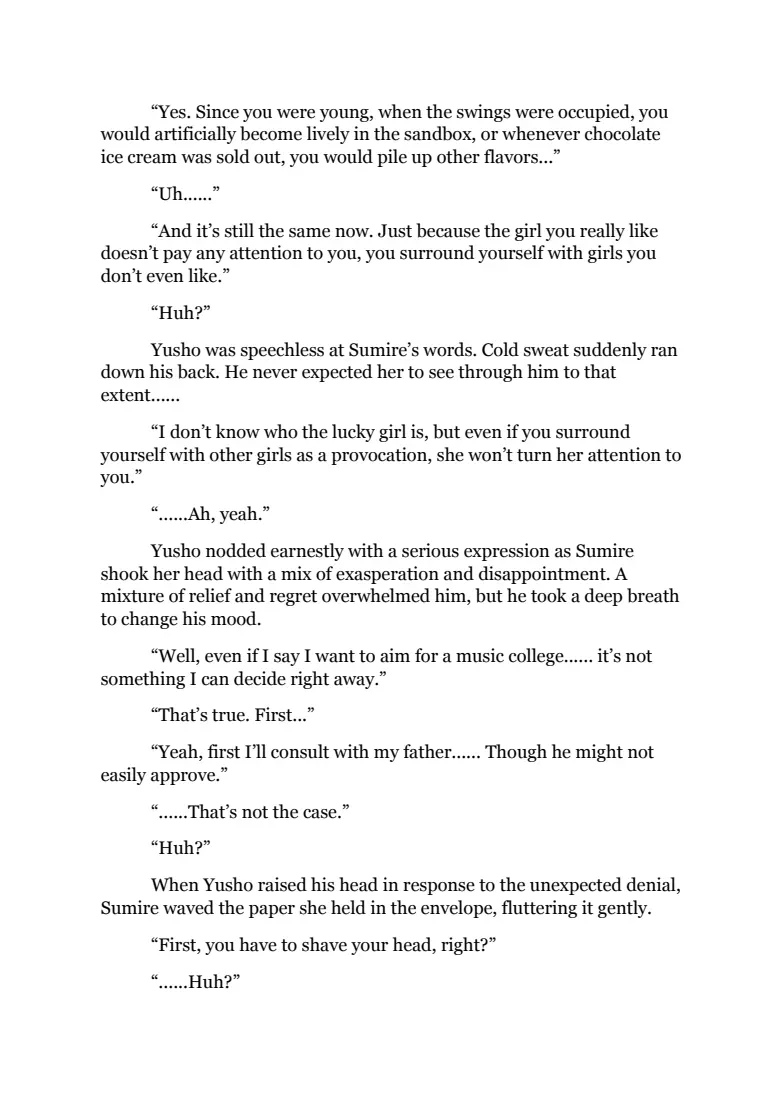 “Yes. Since you were young, when the swings were occupied, you
would artificially become lively in the sandbox, or whenever chocolate
ice cream was sold out, you would pile up other flavors...”
“Uh......”
“And it’s still the same now. Just because the girl you really like
doesn’t pay any attention to you, you surround yourself with girls you
don’t even like.”
“Huh?”
Yusho was speechless at Sumire’s words. Cold sweat suddenly ran
down his back. He never expected her to see through him to that
extent......
“I don’t know who the lucky girl is, but even if you surround
yourself with other girls as a provocation, she won’t turn her attention to
you.”
“......Ah, yeah.”
Yusho nodded earnestly with a serious expression as Sumire
shook her head with a mix of exasperation and disappointment. A
mixture of relief and regret overwhelmed him, but he took a deep breath
to change his mood.
“Well, even if I say I want to aim for a music college...... it’s not
something I can decide right away.”
“That’s true. First...”
“Yeah, first I’ll consult with my father...... Though he might not
easily approve.”
“......That’s not the case.”
“Huh?”
When Yusho raised his head in response to the unexpected denial,
Sumire waved the paper she held in the envelope, fluttering it gently.
“First, you have to shave your head, right?”
“......Huh?”